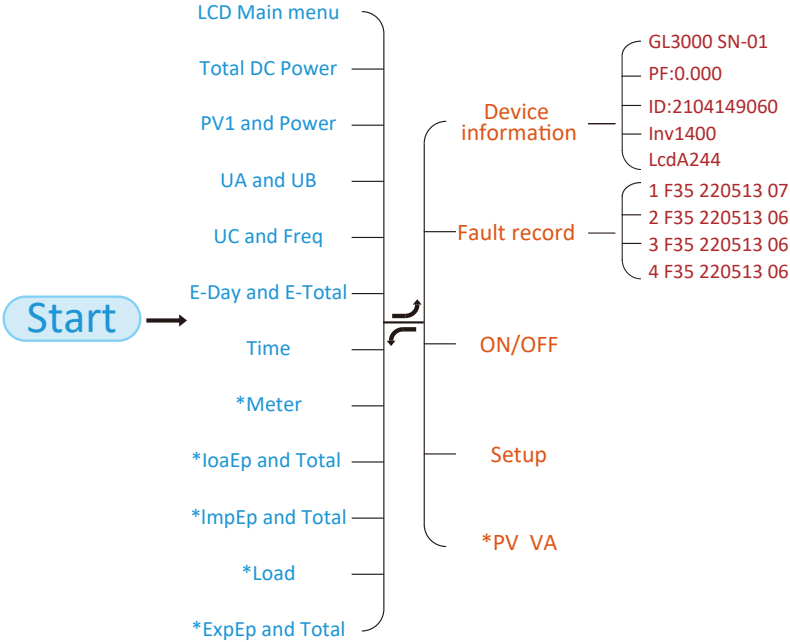 Start
LCD Main menu
Total DC Power
PV1 and Power
UA and UB
UC and Freq
E-Day and E-Total
Time
*Meter
*IoaEp and Total
*ImpEp and Total
*Load
*ExpEp and Total
Device
information
Fault record
ON/OFF
Setup
*PV VA
GL3000 SN-01
PF:0.000
ID:2104149060
Inv1400
LcdA244
1 F35 220513 07
2 F35 220513 06
3 F35 220513 06
4 F35 220513 06